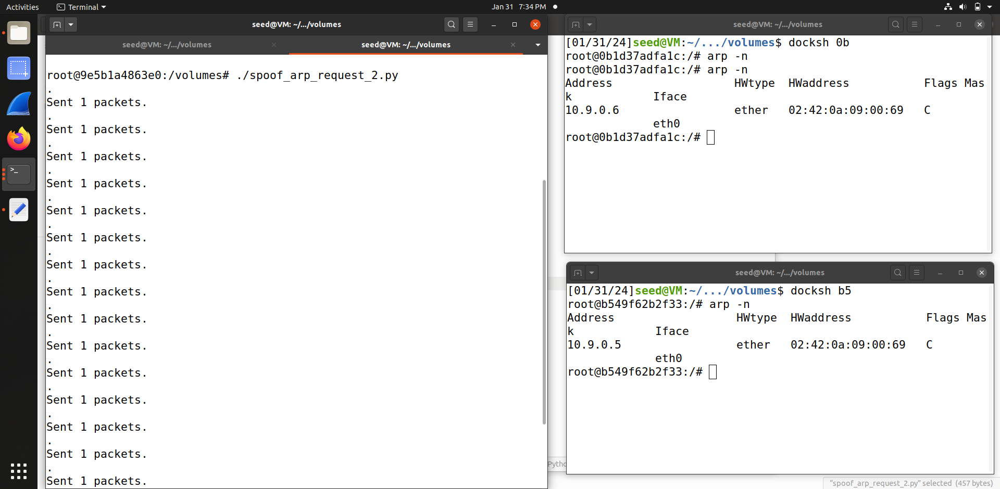 Activities
Terminal
Jan 31 7:34 PM
seed@VM: ~/.../volumes
seed@VM: ~/.../volumes
seed@VM: ~/.../volumes
root@9e5b1a4863e0:/volumes# ./spoof_arp_request_2.py
.
Sent 1 packets.
.
Sent 1 packets.
.
Sent 1 packets.
.
Sent 1 packets.
.
Sent 1 packets.
.
Sent 1 packets.
.
Sent 1 packets.
.
Sent 1 packets.
.
Sent 1 packets.
.
Sent 1 packets.
.
Sent 1 packets.
.
Sent 1 packets.
.
Sent 1 packets.
.
Sent 1 packets.
.
Sent 1 packets.
seed@VM: ~/.../volumes
[01/31/24]seed@VM:~/.../volumes$ docksh 0b
root@0b1d37adfa1c:/# arp -n
root@0b1d37adfa1c:/# arp -n
Address HWtype HWaddress Flags Mas
k Iface
10.9.0.6 ether 02:42:0a:09:00:69 C
eth0
root@0b1d37adfa1c:/#
seed@VM: ~/.../volumes
[01/31/24]seed@VM:~/.../volumes$ docksh b5
root@b549f62b2f33:/# arp -n
Address HWtype HWaddress Flags Mas
k Iface
10.9.0.5 ether 02:42:0a:09:00:69 C
eth0
root@b549f62b2f33:/#
Pytho
"spoof_arp_request_2.py" selected (457 bytes)